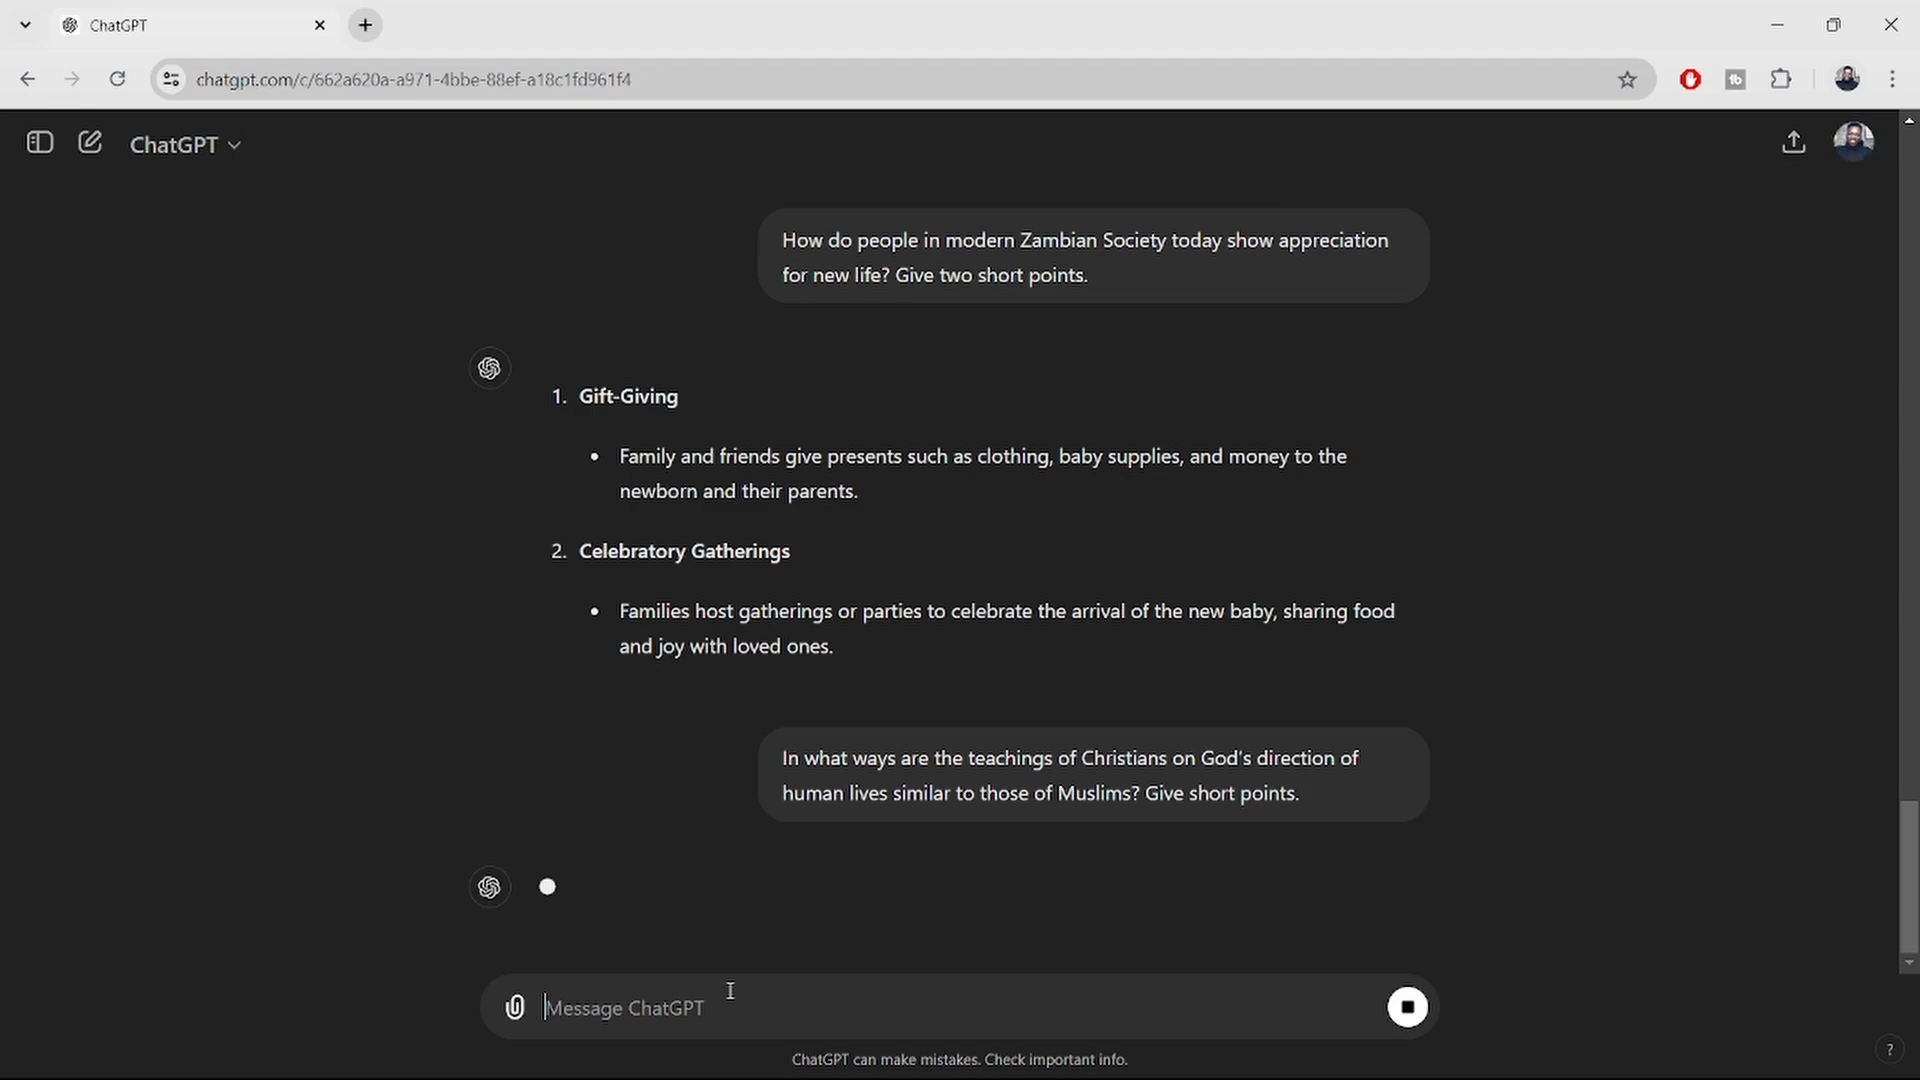 ChatGPT
chatgpt.com/c/662a620a-a971-4bbe-88ef-a18c1fd961f4
tb
ChatGPT
How do people in modern Zambian Society today show appreciation
for new life? Give two short points.
1. Gift-Giving
• Family and friends give presents such as clothing, baby supplies, and money to the
newborn and their parents.
2. Celebratory Gatherings
• Families host gatherings or parties to celebrate the arrival of the new baby, sharing food
and joy with loved ones.
In what ways are the teachings of Christians on God's direction of
human lives similar to those of Muslims? Give short points.
Message ChatGPT
ChatGPT can make mistakes. Check important info.
?